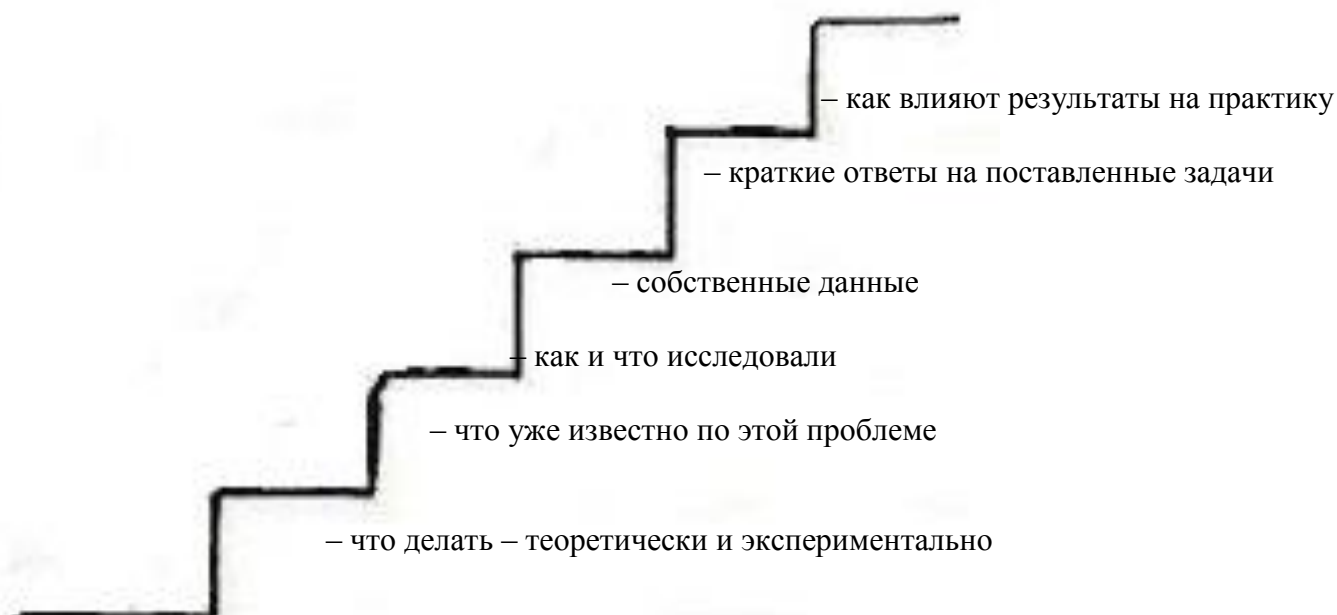 – как влияют результаты на практику
– краткие ответы на поставленные задачи
– собственные данные
– как и что исследовали
– что уже известно по этой проблеме
– что делать – теоретически и экспериментально